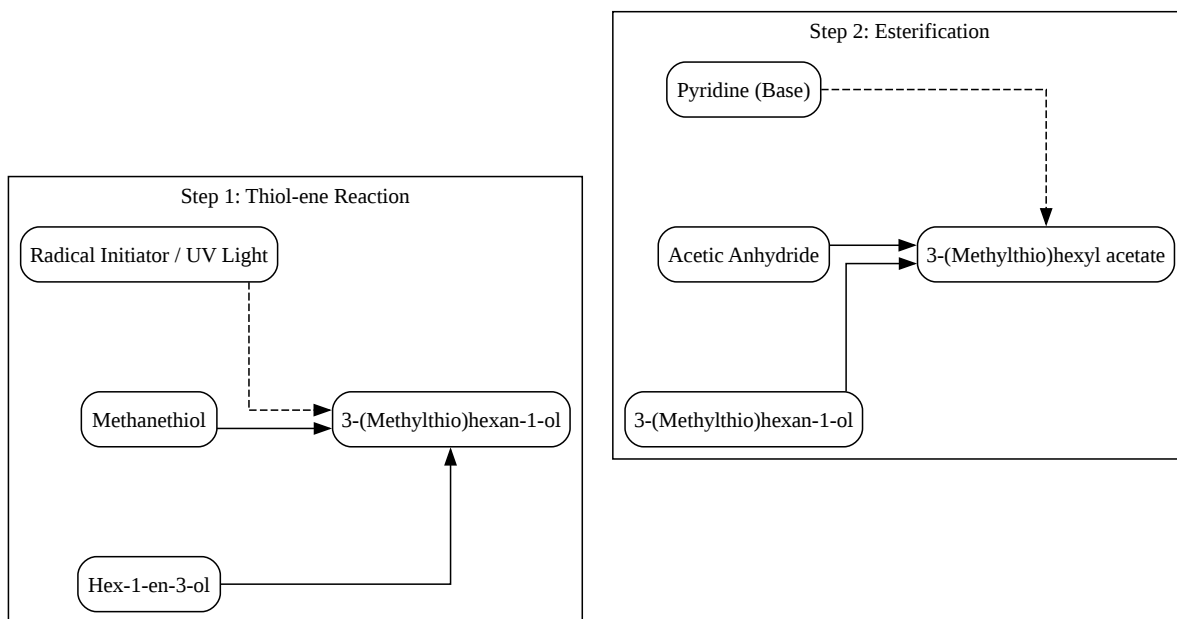 Step 1: Thiol-ene Reaction
Radical Initiator / UV Light
Methanethiol
3-(Methylthio)hexan-1-ol
Hex-1-en-3-ol
Step 2: Esterification
Pyridine (Base)
Acetic Anhydride
3-(Methylthio)hexyl acetate
3-(Methylthio)hexan-1-ol